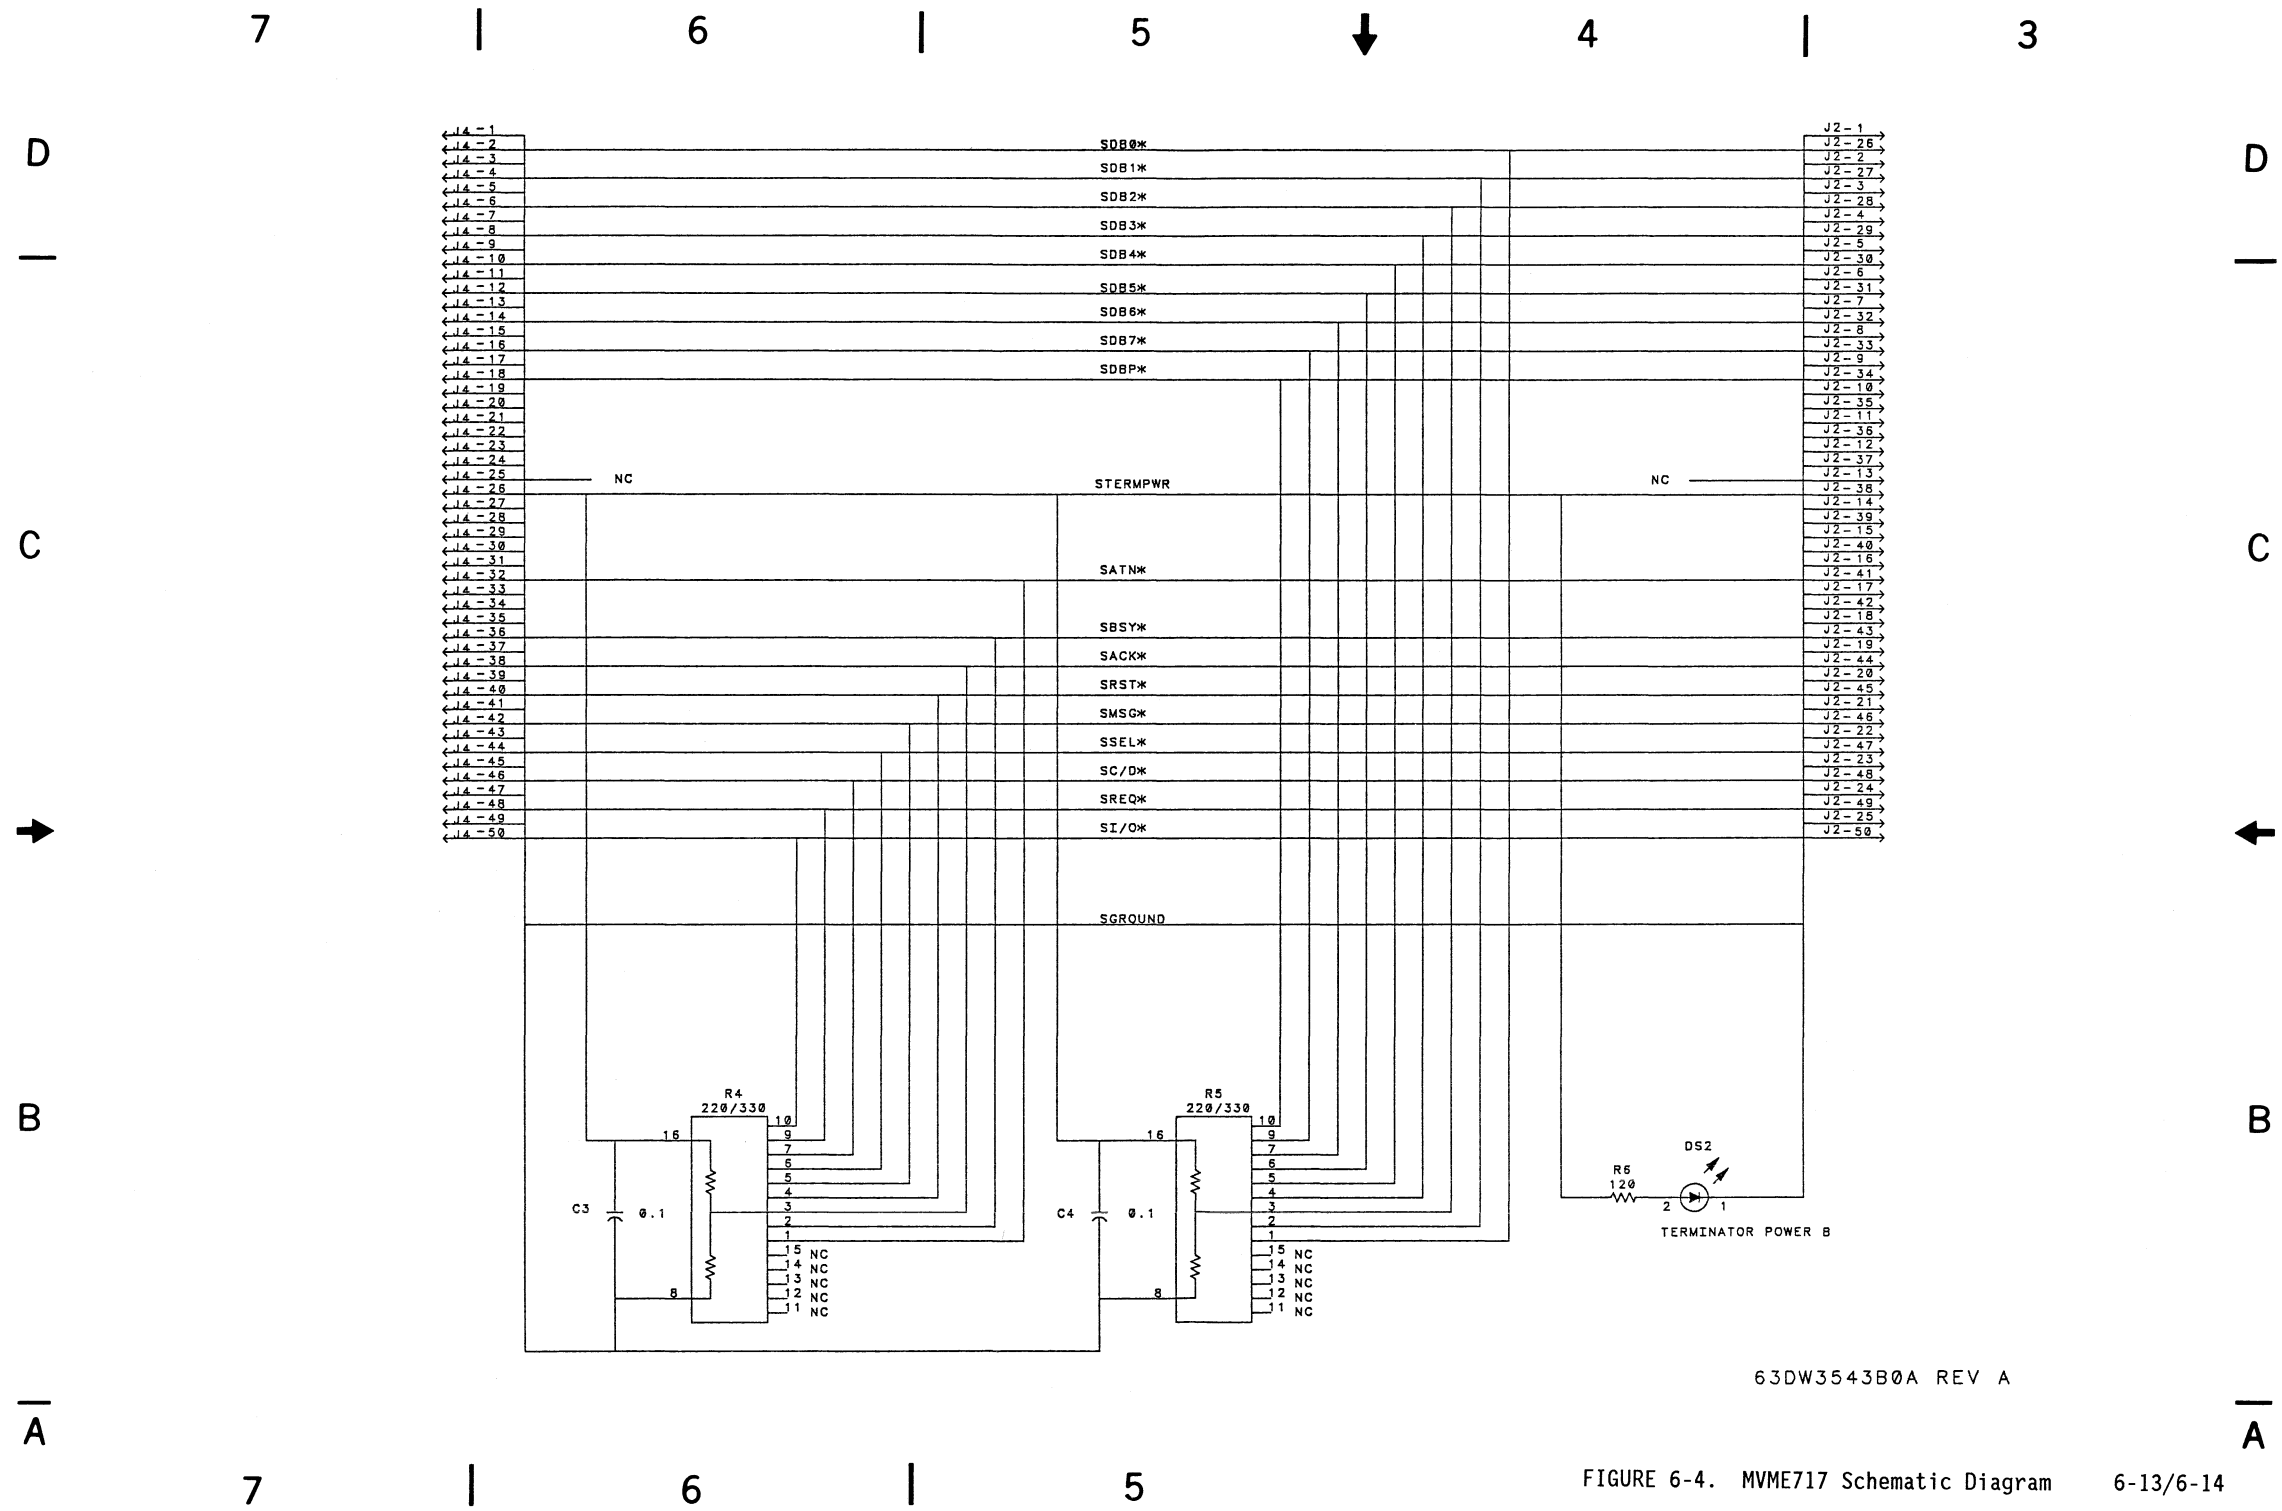 7 6 5 4 3
D D
J4-1 J2-1
J4-2 SDB0* J2-26
J4-3 J2-2
J4-4 SDB1* J2-27
J4-5 J2-3
J4-6 SDB2* J2-28
J4-7 J2-4
J4-8 SDB3* J2-29
J4-9 J2-5
J4-10 SDB4* J2-30
J4-11 J2-6
J4-12 SDB5* J2-31
J4-13 J2-7
J4-14 SDB6* J2-32
J4-15 J2-8
J4-16 SDB7* J2-33
J4-17 J2-9
J4-18 SDBP* J2-34
J4-19 J2-10
J4-20 J2-35
J4-21 J2-11
J4-22 J2-36
J4-23 J2-12
J4-24 J2-37
J4-25 NC NC J2-13
J4-26 STERMPWR J2-38
J4-27 J2-14
J4-28 J2-39
J4-29 J2-15
C C
J4-30 J2-40
J4-31 J2-16
J4-32 SATN* J2-41
J4-33 J2-17
J4-34 J2-42
J4-35 J2-18
J4-36 SBSY* J2-43
J4-37 J2-19
J4-38 SACK* J2-44
J4-39 J2-20
J4-40 SRST* J2-45
J4-41 J2-21
J4-42 SMSG* J2-46
J4-43 J2-22
J4-44 SSEL* J2-47
J4-45 J2-23
J4-46 SC/D* J2-48
J4-47 J2-24
J4-48 SREQ* J2-49
J4-49 J2-25
J4-50 SI/O* J2-50
SGROUND
R4 R5
220/330 220/330
B B
10 10
16 9 16 9
7 7
6 6
5 5
4 4
3 3
2 2
1 1
15 NC 15 NC
14 NC 14 NC
13 NC 13 NC
8 12 NC 8 12 NC
11 NC 11 NC
C3 0.1 C4 0.1
DS2
R6
120
2 1
TERMINATOR POWER B
63DW3543B0A REV A
A A
7 6 5
FIGURE 6-4. MVME717 Schematic Diagram 6-13/6-14